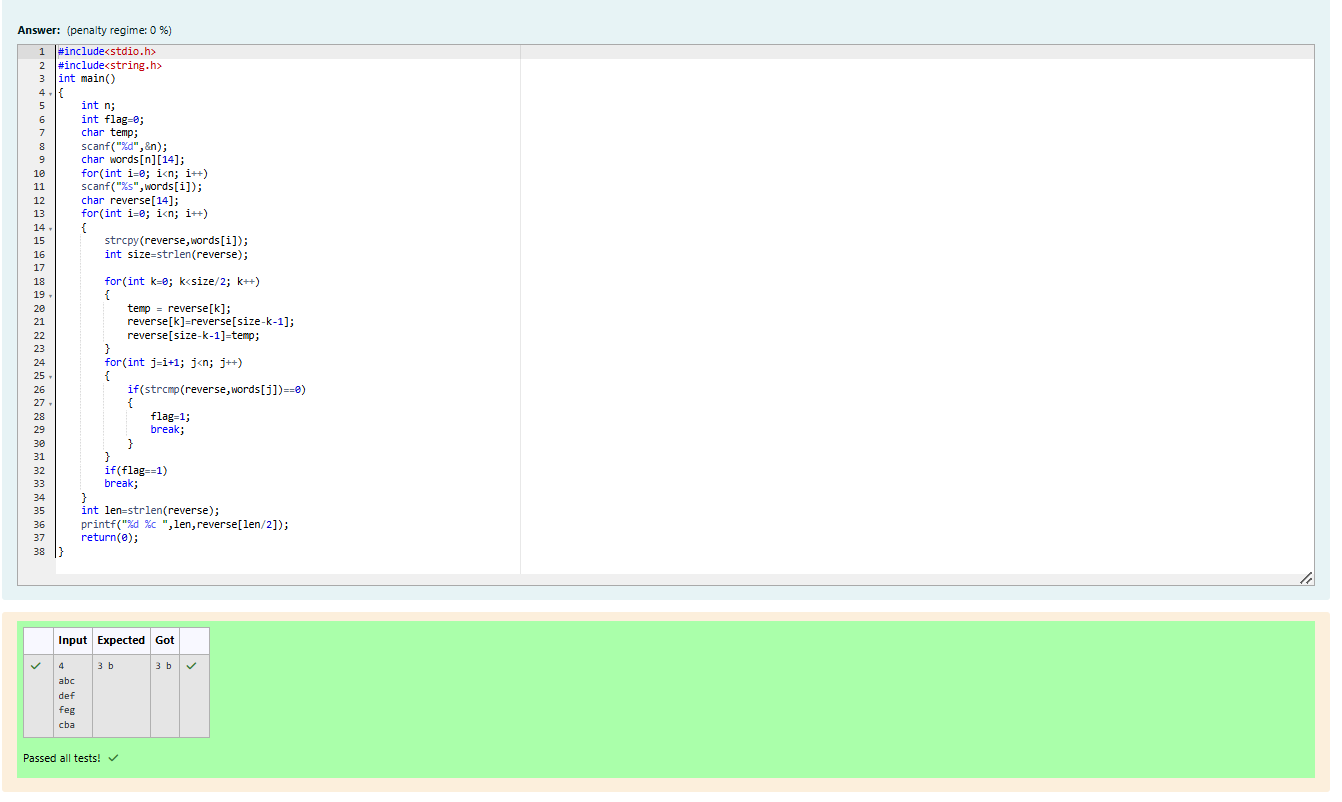 Answer: (penalty regime: 0 %)
1 #include<stdio.h>
2 #include<string.h>
3 int main()
4 {
5     int n;
6     int flag=0;
7     char temp;
8     scanf("%d",&n);
9     char words[n][14];
10     for(int i=0; i<n; i++)
11     scanf("%s",words[i]);
12     char reverse[14];
13     for(int i=0; i<n; i++)
14     {
15         strcpy(reverse,words[i]);
16         int size=strlen(reverse);
17
18         for(int k=0; k<size/2; k++)
19         {
20             temp = reverse[k];
21             reverse[k]=reverse[size-k-1];
22             reverse[size-k-1]=temp;
23         }
24         for(int j=i+1; j<n; j++)
25         {
26             if(strcmp(reverse,words[j])==0)
27             {
28                 flag=1;
29                 break;
30             }
31         }
32         if(flag==1)
33         break;
34     }
35     int len=strlen(reverse);
36     printf("%d %c ",len,reverse[len/2]);
37     return(0);
38 }
Input Expected Got
4 3 b 3 b
abc
def
feg
cba
Passed all tests!